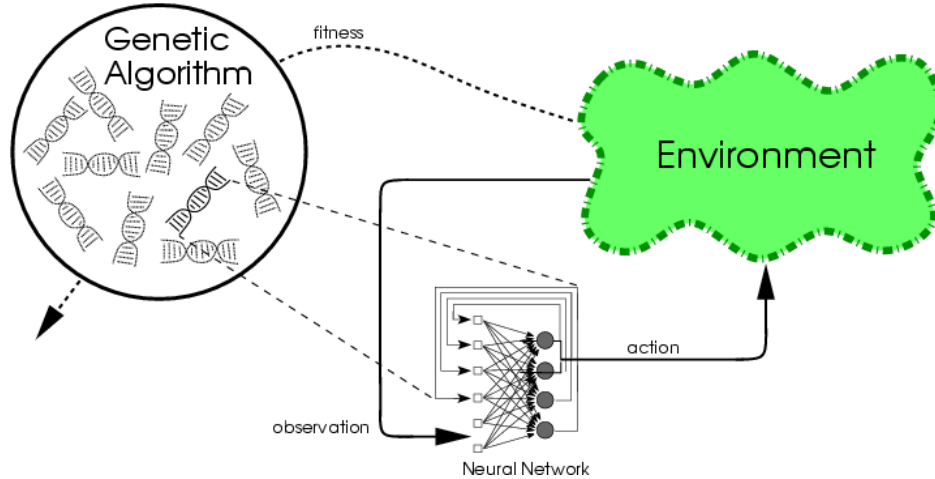 Genetic
Algorithm
fitness
Environment
action
observation
Neural Network